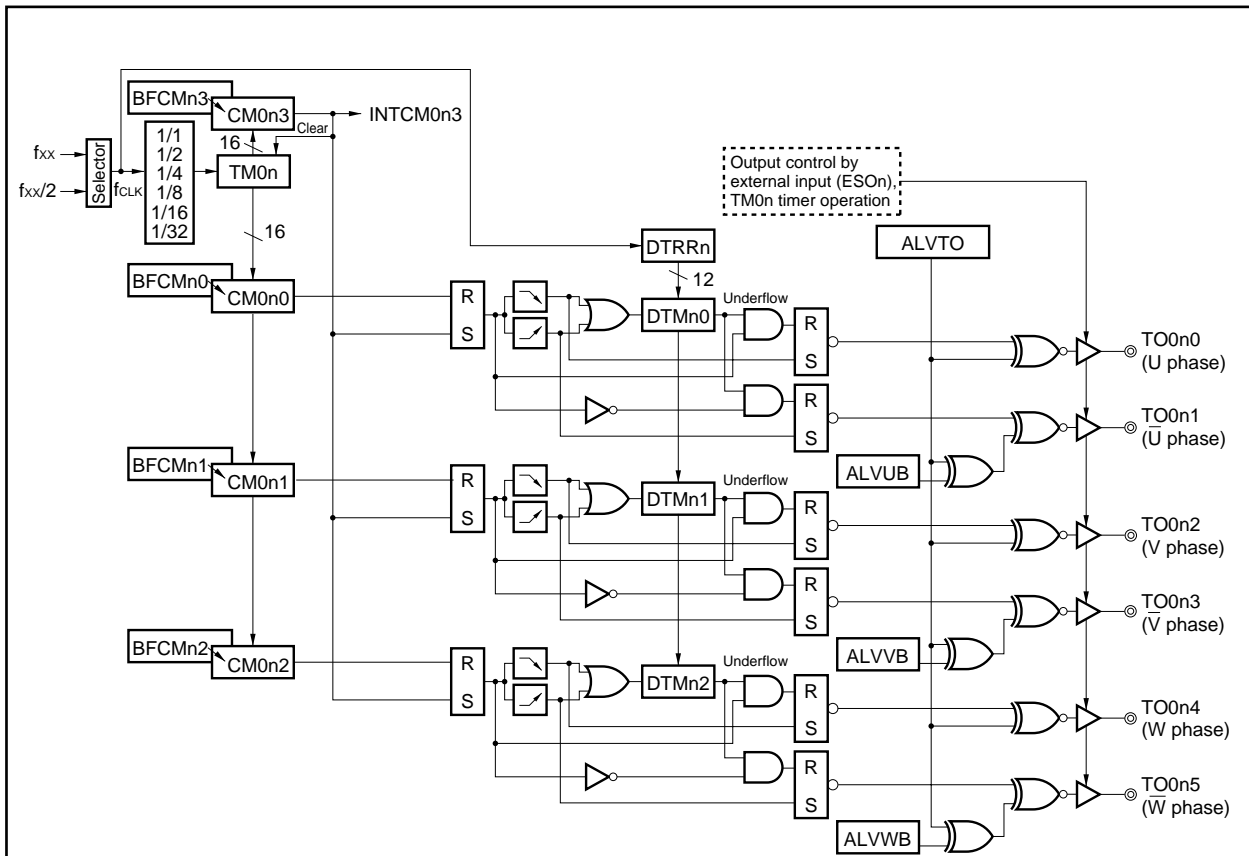 BFCMn3
CM0n3
INTCM0n3
Clear
16
fXX
fXX/2
Selector
fCLK
1/1
1/2
1/4
1/8
1/16
1/32
TM0n
16
Output control by
external input (ESOn),
TM0n timer operation
ALVTO
DTRRn
12
BFCMn0
CM0n0
R
S
DTMn0
Underflow
R
S
R
S
TO0n0
(U phase)
TO0n1
(U̅ phase)
ALVUB
BFCMn1
CM0n1
R
S
DTMn1
Underflow
R
S
R
S
TO0n2
(V phase)
TO0n3
(V̅ phase)
ALVVB
BFCMn2
CM0n2
R
S
DTMn2
Underflow
R
S
R
S
TO0n4
(W phase)
TO0n5
(W̅ phase)
ALVWB